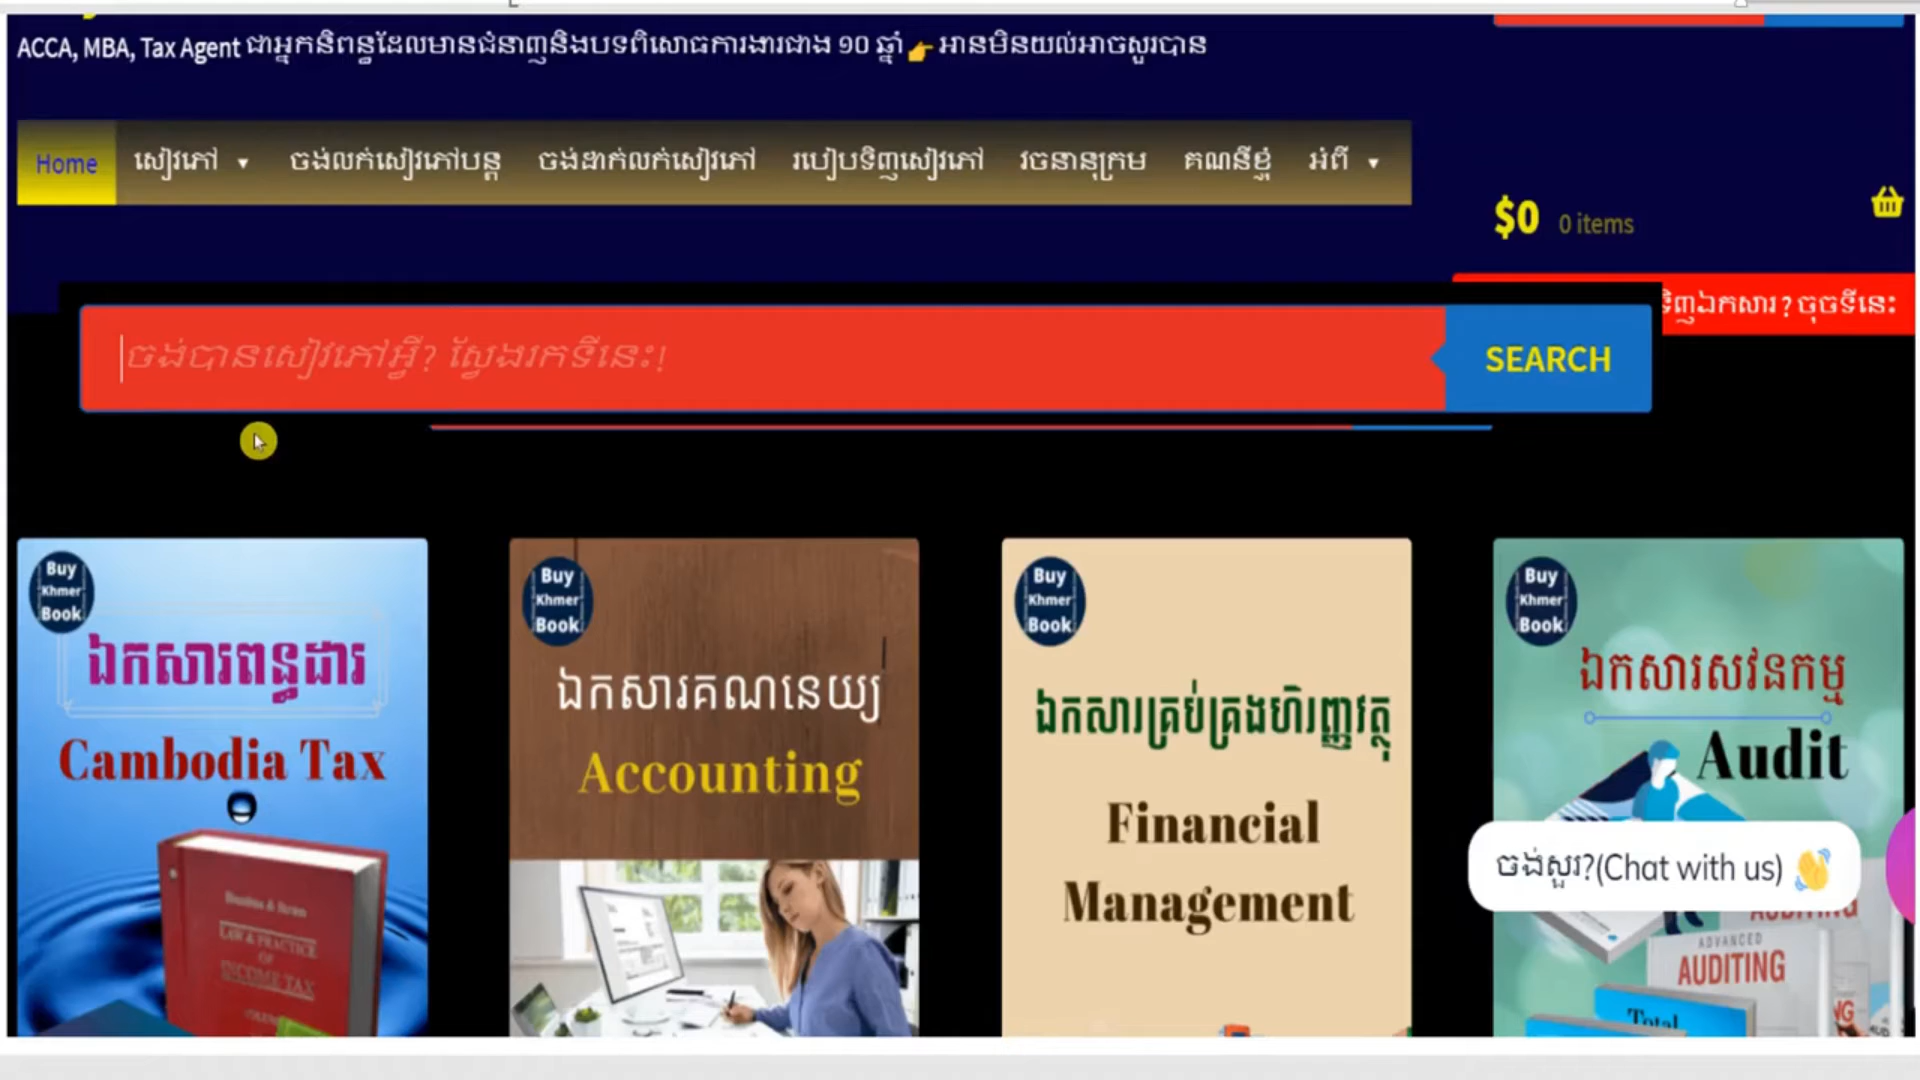 ACCA, MBA, Tax Agent ជាអ្នកនិពន្ធដែលមានជំនាញនិងបទពិសោធការងារជាង ១០ ឆ្នាំ 👉 អានមិនយល់អាចសួរបាន
Home សៀវភៅ ចង់លក់សៀវភៅបន្ត ចង់ដាក់លក់សៀវភៅ របៀបទិញសៀវភៅ វចនានុក្រម គណនីខ្ញុំ អំពី
$0 0 items
ទិញឯកសារ ? ចុចទីនេះ
ចង់បានសៀវភៅអ្វី? ស្វែងរកទីនេះ!
SEARCH
Buy
Khmer
Book
ឯកសារពន្ធដារ
Cambodia Tax
LAW & PRACTICE
OF
INCOME TAX
Buy
Khmer
Book
ឯកសារគណនេយ្យ
Accounting
Buy
Khmer
Book
ឯកសារគ្រប់គ្រងហិរញ្ញវត្ថុ
Financial
Management
Buy
Khmer
Book
ឯកសារសវនកម្ម
Audit
ចង់សួរ?(Chat with us) 👋
AUDITING
ADVANCED
AUDITING
Total